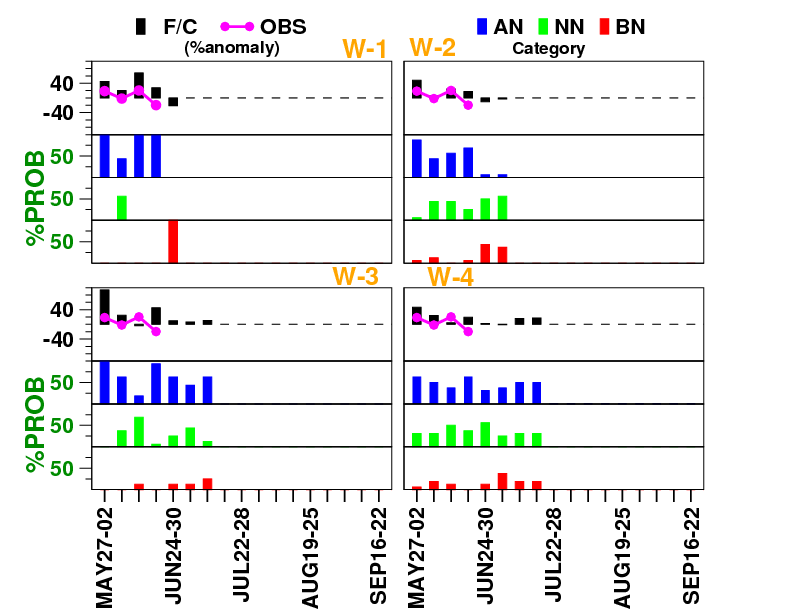 F/C OBS AN NN BN
(%anomaly) Category
W-1 W-2
40
-40
50
50
50
%PROB
W-3 W-4
40
-40
50
50
50
%PROB
MAY27-02 JUN24-30 JUL22-28 AUG19-25 SEP16-22 MAY27-02 JUN24-30 JUL22-28 AUG19-25 SEP16-22